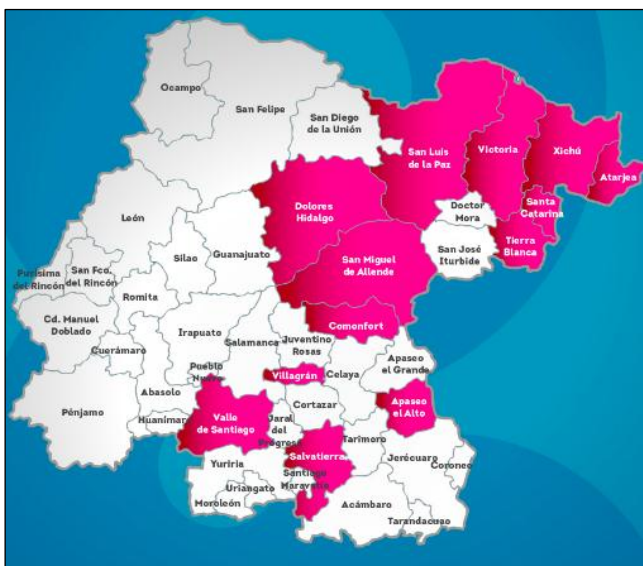 Ocampo
San Felipe
San Diego
de la Unión
San Luis
de la Paz
Victoria
Xichú
Atarjea
Santa
Catarina
Doctor
Mora
Tierra
Blanca
San José
Iturbide
Dolores
Hidalgo
León
San Miguel
de Allende
Guanajuato
Silao
Purísima
del Rincón
San Fco.
del Rincón
Romita
Cd. Manuel
Doblado
Comonfort
Irapuato
Salamanca
Juventino
Rosas
Cuerámaro
Apaseo
el Grande
Pueblo
Nuevo
Villagrán
Celaya
Abasolo
Apaseo
el Alto
Pénjamo
Huanímar
Valle
de Santiago
Cortazar
Jaral
del
Progreso
Tarimoro
Salvatierra
Jerécuaro
Coroneo
Yuriria
Santiago
Maravatío
Uriangato
Moroleón
Acámbaro
Tarandacuao